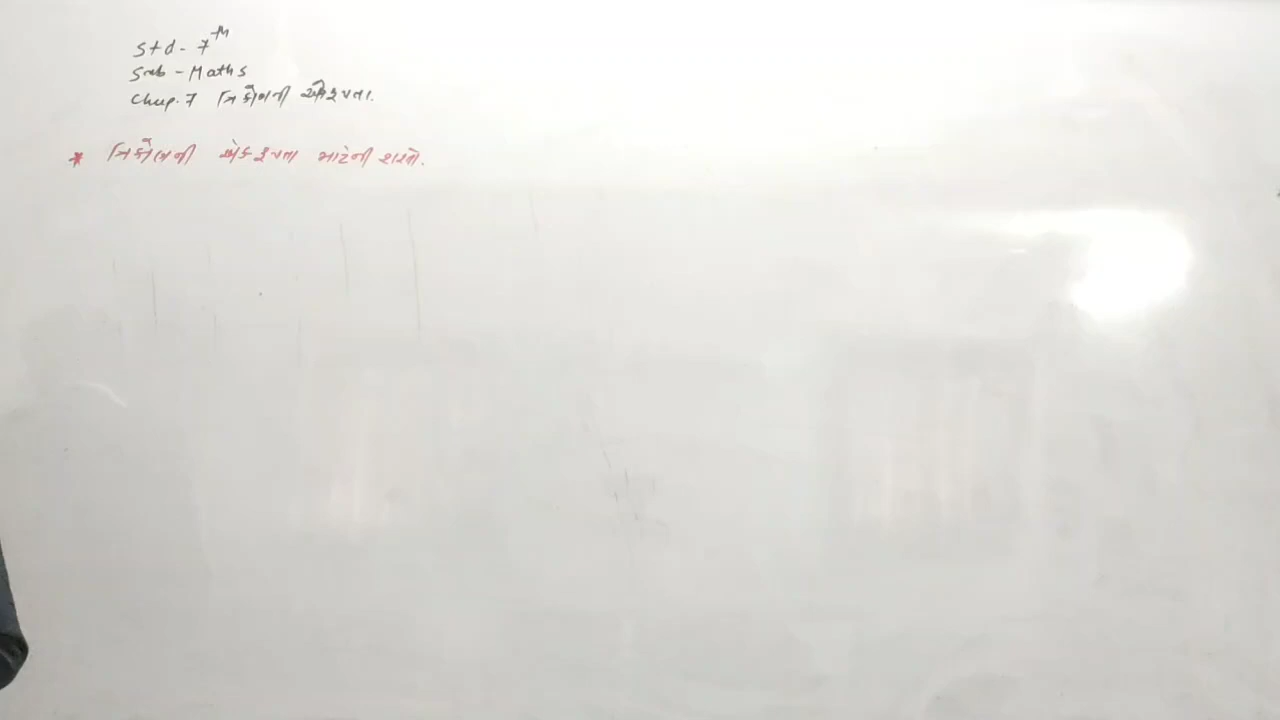 Std - 7th
Sub - Maths
Chap. 7 ત્રિકોણની એકરૂપતા.
* ત્રિકોણની એકરૂપતા માટેની શરતો.